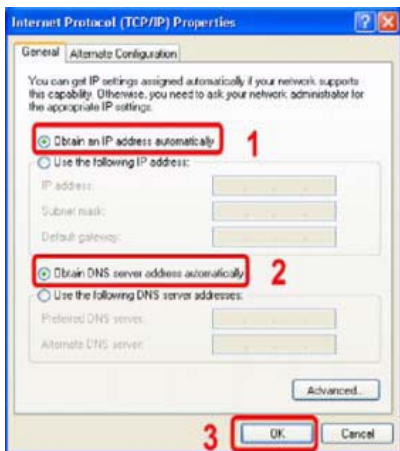 Internet Protocol (TCP/IP) Properties
General
Alternate Configuration
You can get IP settings assigned automatically if your network supports
this capability. Otherwise, you need to ask your network administrator for
the appropriate IP settings.
Obtain an IP address automatically
1
Use the following IP address:
IP address:
Subnet mask:
Default gateway:
Obtain DNS server address automatically
2
Use the following DNS server addresses:
Preferred DNS server:
Alternate DNS server:
Advanced...
3
OK
Cancel